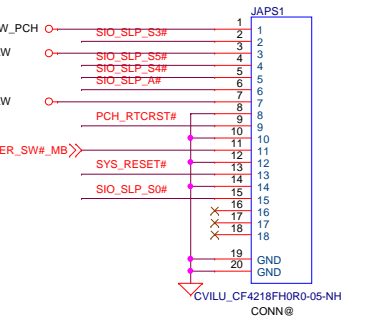 JAPS1
W_PCH 1 1
SIO_SLP_S3# 2 2
LW 3 3
SIO_SLP_S5# 4 4
SIO_SLP_S4# 5 5
SIO_SLP_A# 6 6
LW 7 7
8 8
PCH_RTCRST# 9 9
10 10
ER_SW#_MB 11 11
12 12
SYS_RESET# 13 13
14 14
SIO_SLP_S0# 15 15
16 16
17 17
18 18
19 GND
20 GND
CVILU_CF4218FH0R0-05-NH
CONN@